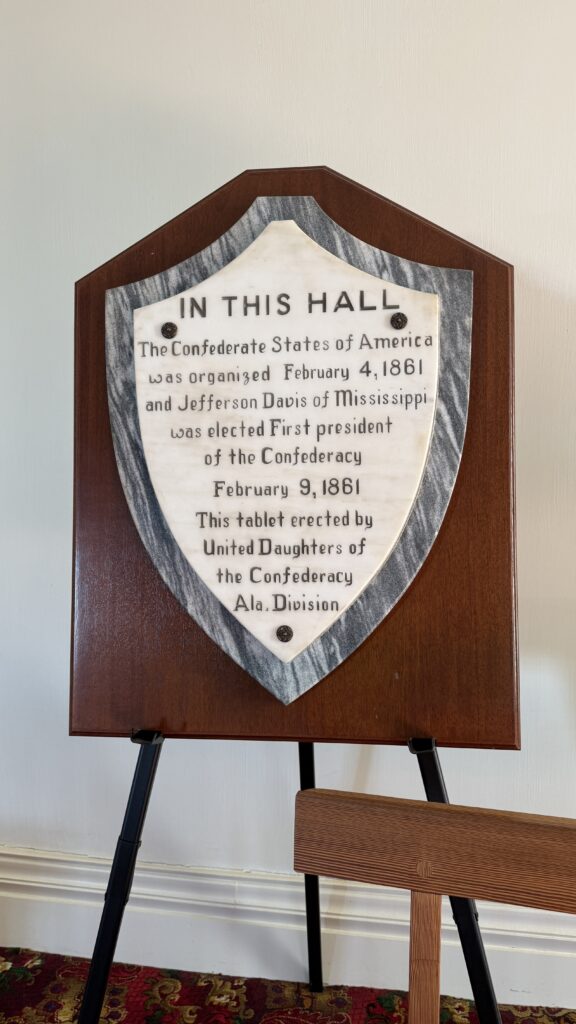 IN THIS HALL
The Confederate States of America
was organized February 4, 1861
and Jefferson Davis of Mississippi
was elected First president
of the Confederacy
February 9, 1861
This tablet erected by
United Daughters of
the Confederacy
Ala. Division